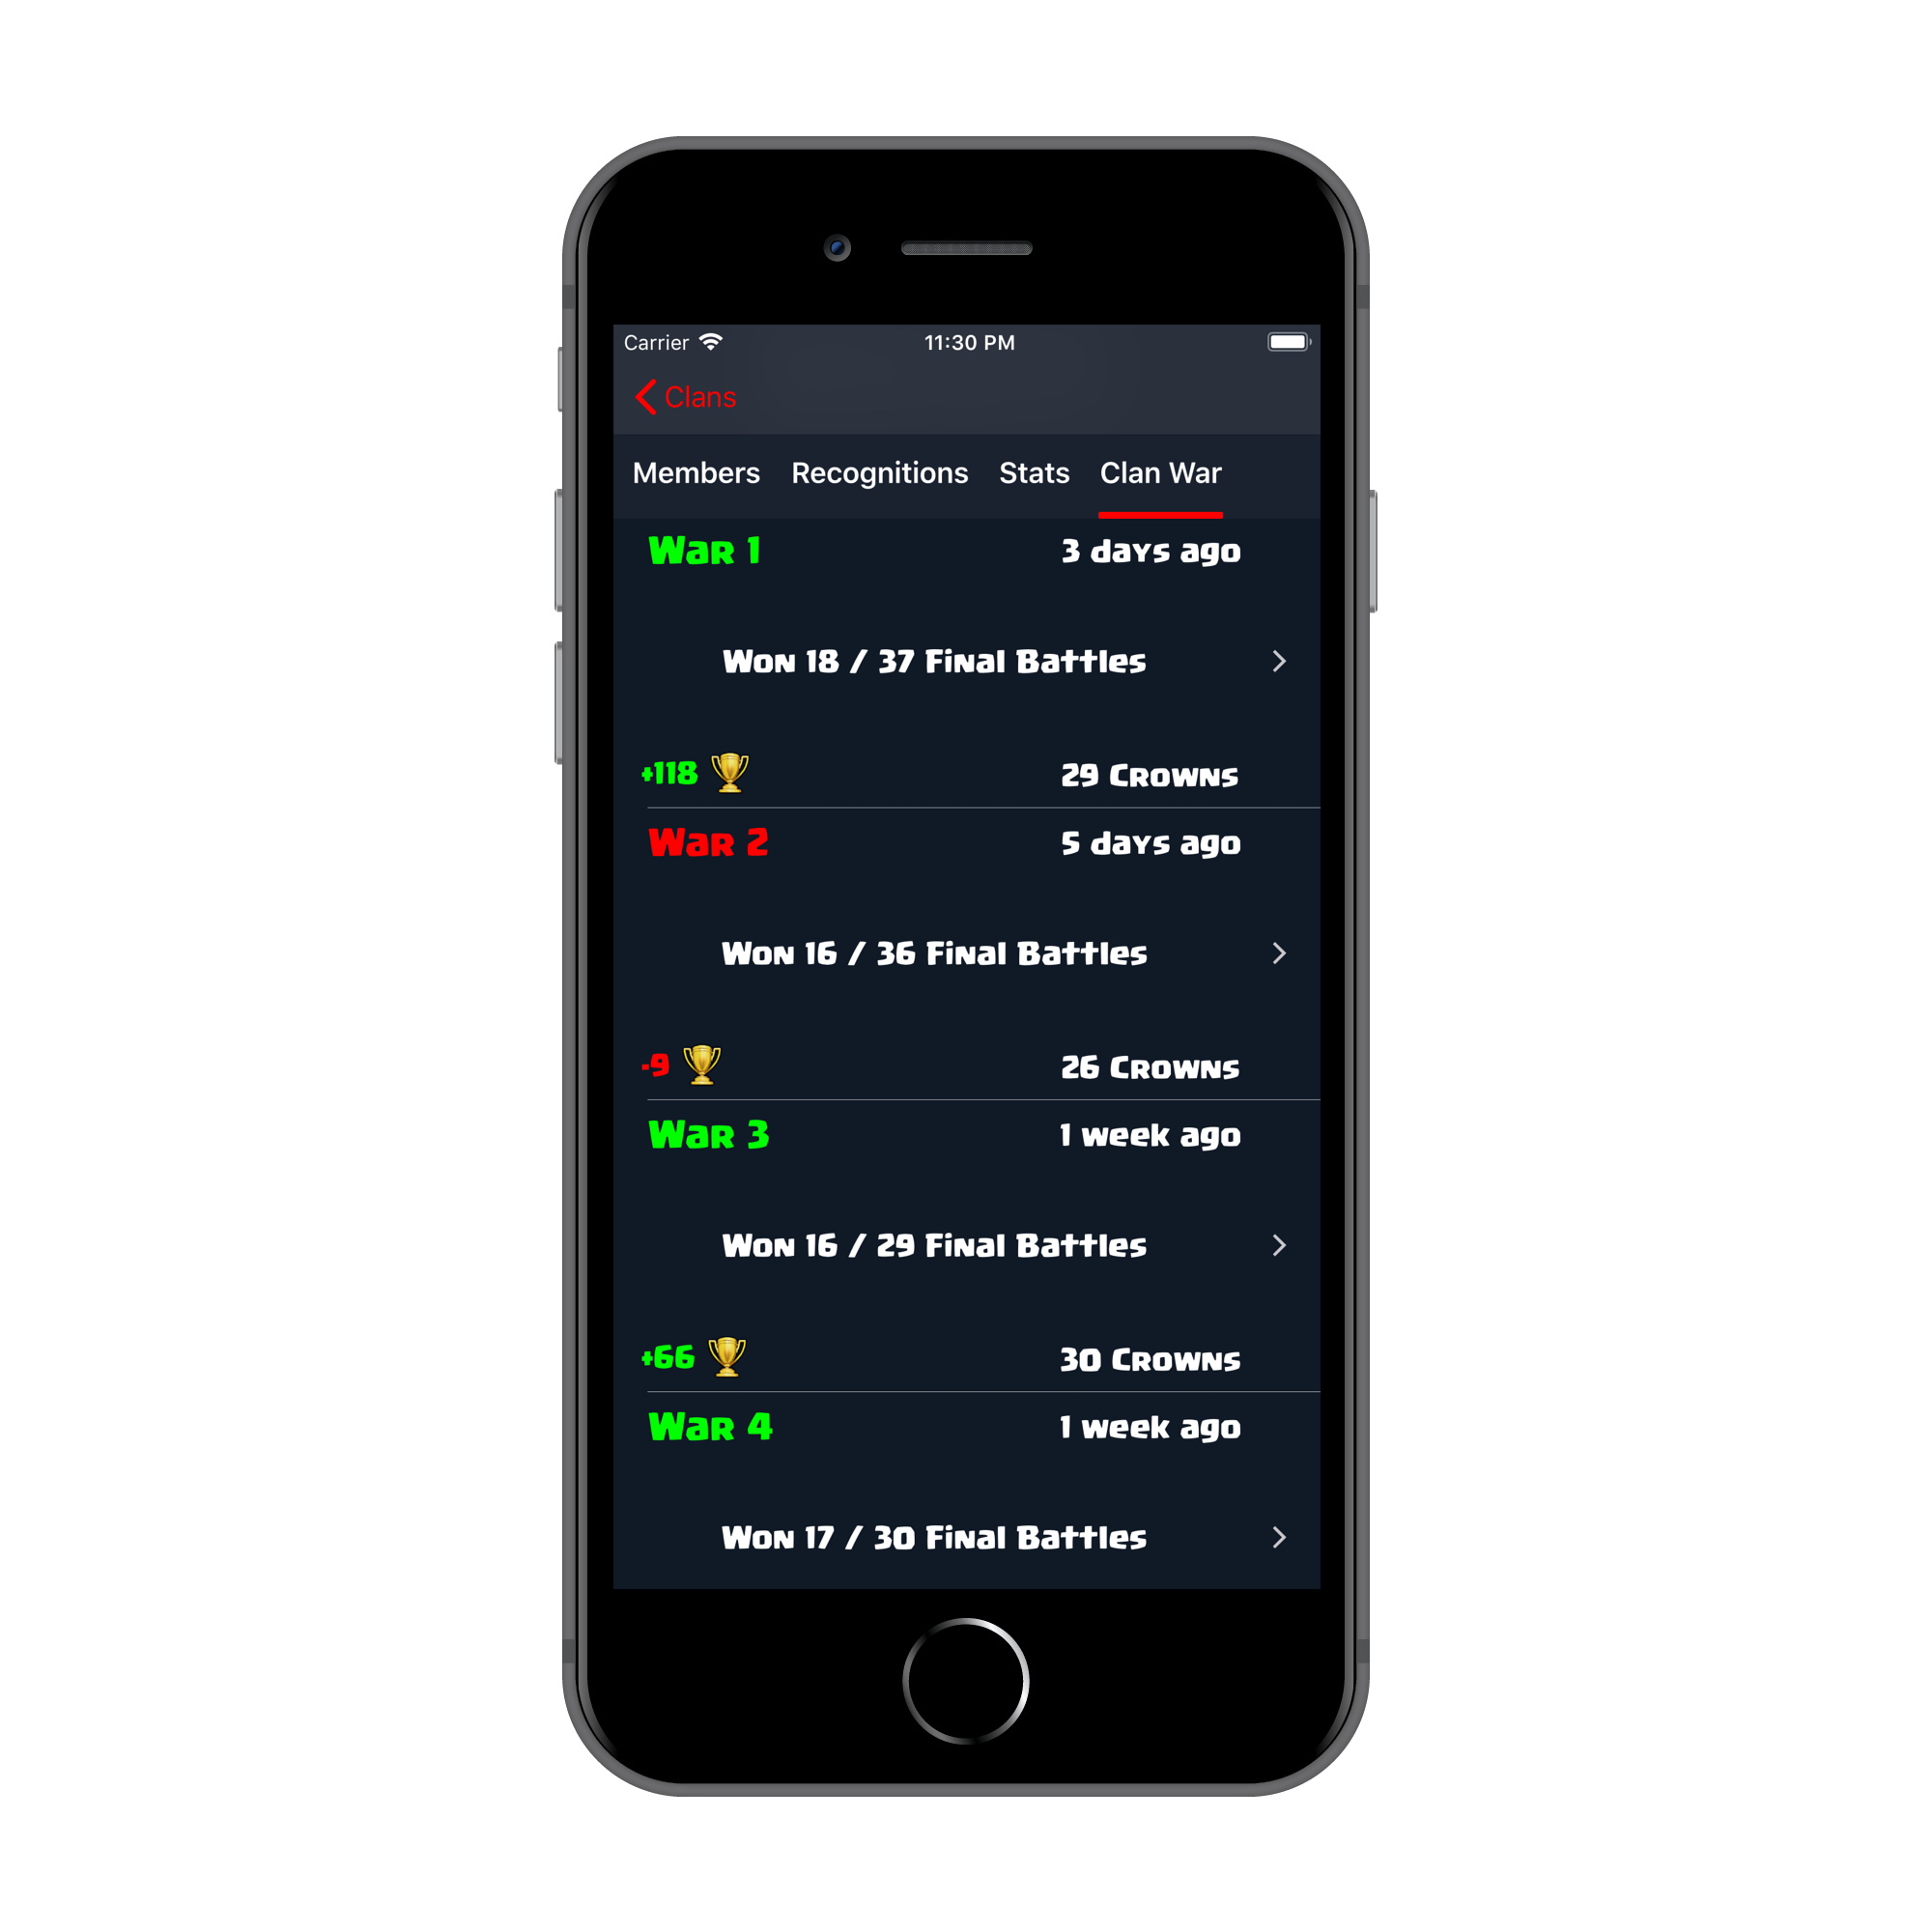 Carrier 11:30 PM
Clans
Members Recognitions Stats Clan War
War 1 3 days ago
Won 18 / 37 Final Battles
+118 29 Crowns
War 2 5 days ago
Won 16 / 36 Final Battles
-9 26 Crowns
War 3 1 week ago
Won 16 / 29 Final Battles
+66 30 Crowns
War 4 1 week ago
Won 17 / 30 Final Battles